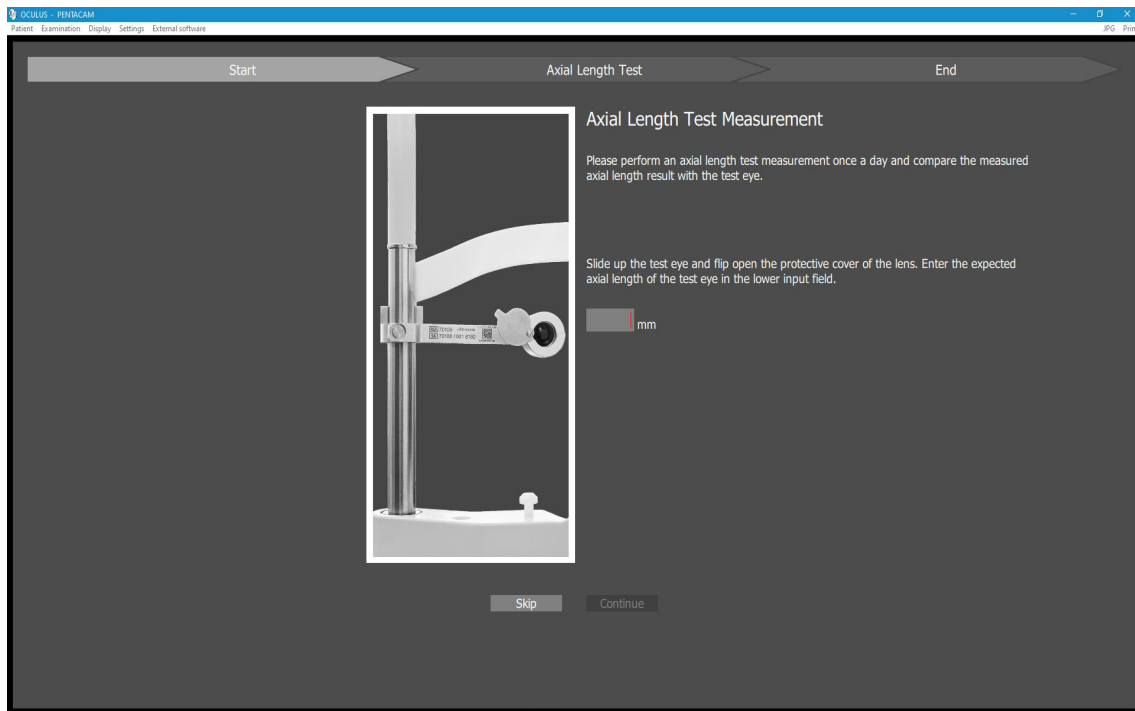 OCULUS - PENTACAM
Patient Examination Display Settings External software JPG Print
Start Axial Length Test End
Axial Length Test Measurement
Please perform an axial length test measurement once a day and compare the measured
axial length result with the test eye.
Slide up the test eye and flip open the protective cover of the lens. Enter the expected
axial length of the test eye in the lower input field.
mm
Skip Continue